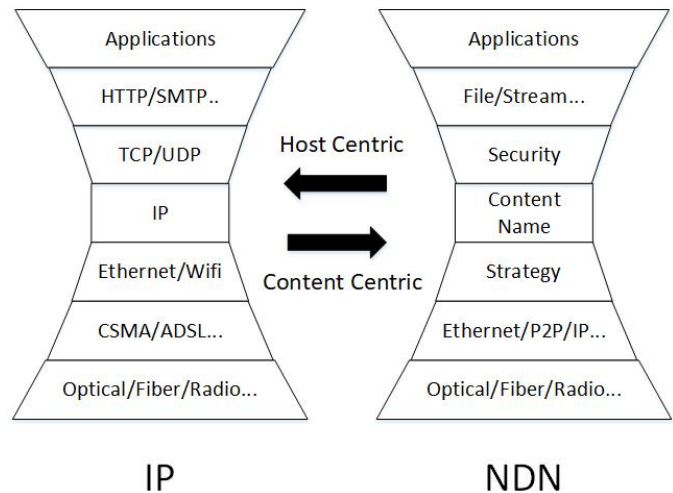 Applications
HTTP/SMTP..
TCP/UDP
IP
Ethernet/Wifi
CSMA/ADSL...
Optical/Fiber/Radio...
IP
Host Centric
Content Centric
Applications
File/Stream...
Security
Content
Name
Strategy
Ethernet/P2P/IP...
Optical/Fiber/Radio...
NDN